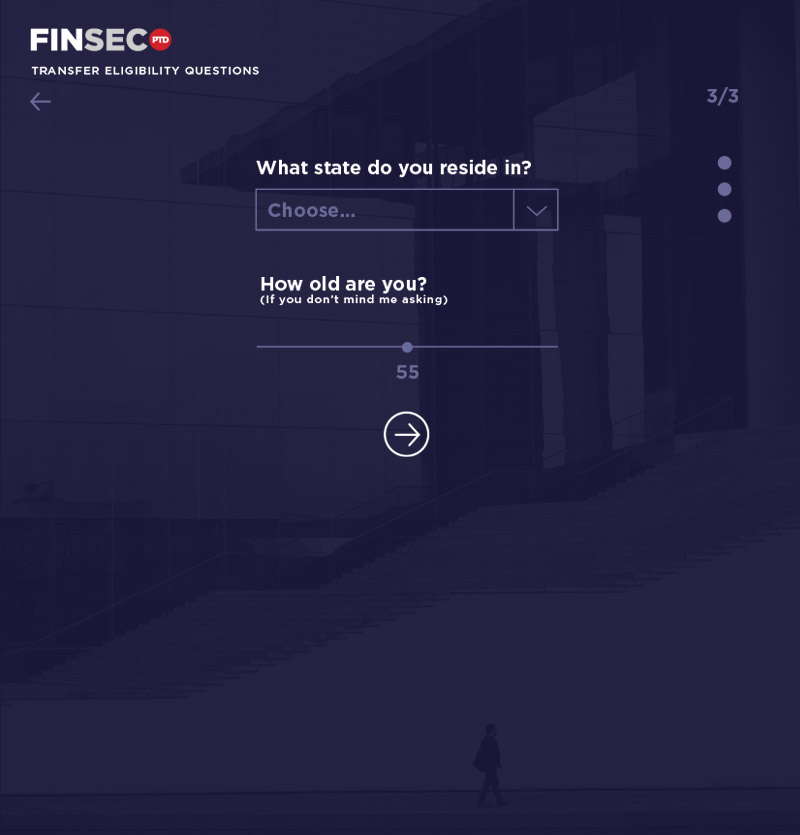 FINSEC PTD
TRANSFER ELIGIBILITY QUESTIONS
3/3
What state do you reside in?
Choose...
How old are you?
(If you don't mind me asking)
55